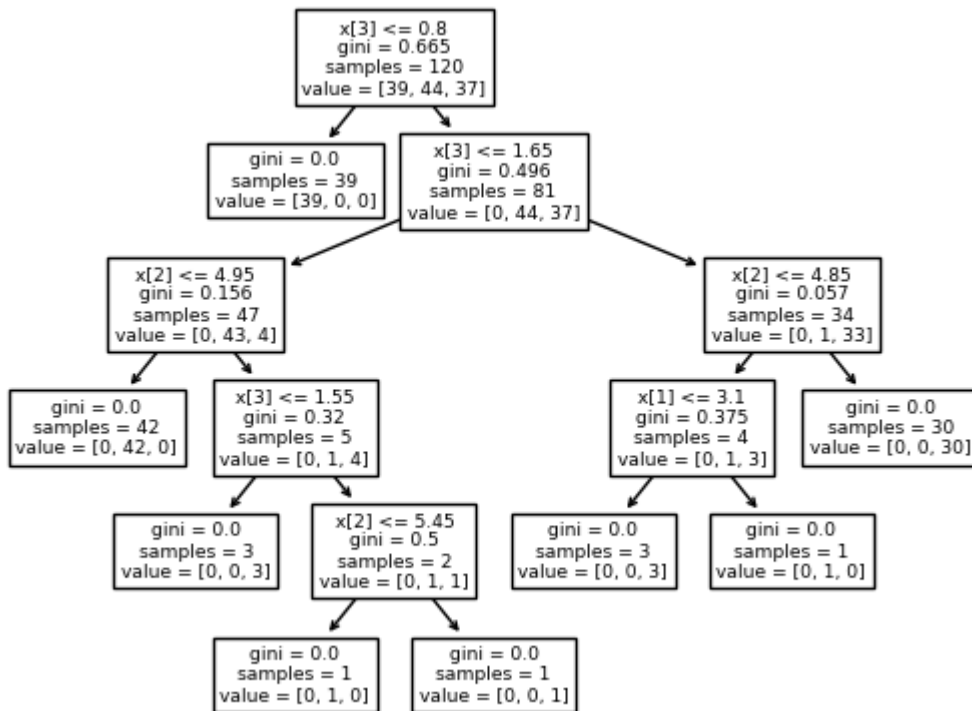 x[3] <= 0.8
gini = 0.665
samples = 120
value = [39, 44, 37]
gini = 0.0
samples = 39
value = [39, 0, 0]
x[3] <= 1.65
gini = 0.496
samples = 81
value = [0, 44, 37]
x[2] <= 4.95
gini = 0.156
samples = 47
value = [0, 43, 4]
x[2] <= 4.85
gini = 0.057
samples = 34
value = [0, 1, 33]
gini = 0.0
samples = 42
value = [0, 42, 0]
x[3] <= 1.55
gini = 0.32
samples = 5
value = [0, 1, 4]
x[1] <= 3.1
gini = 0.375
samples = 4
value = [0, 1, 3]
gini = 0.0
samples = 30
value = [0, 0, 30]
gini = 0.0
samples = 3
value = [0, 0, 3]
x[2] <= 5.45
gini = 0.5
samples = 2
value = [0, 1, 1]
gini = 0.0
samples = 3
value = [0, 0, 3]
gini = 0.0
samples = 1
value = [0, 1, 0]
gini = 0.0
samples = 1
value = [0, 1, 0]
gini = 0.0
samples = 1
value = [0, 0, 1]